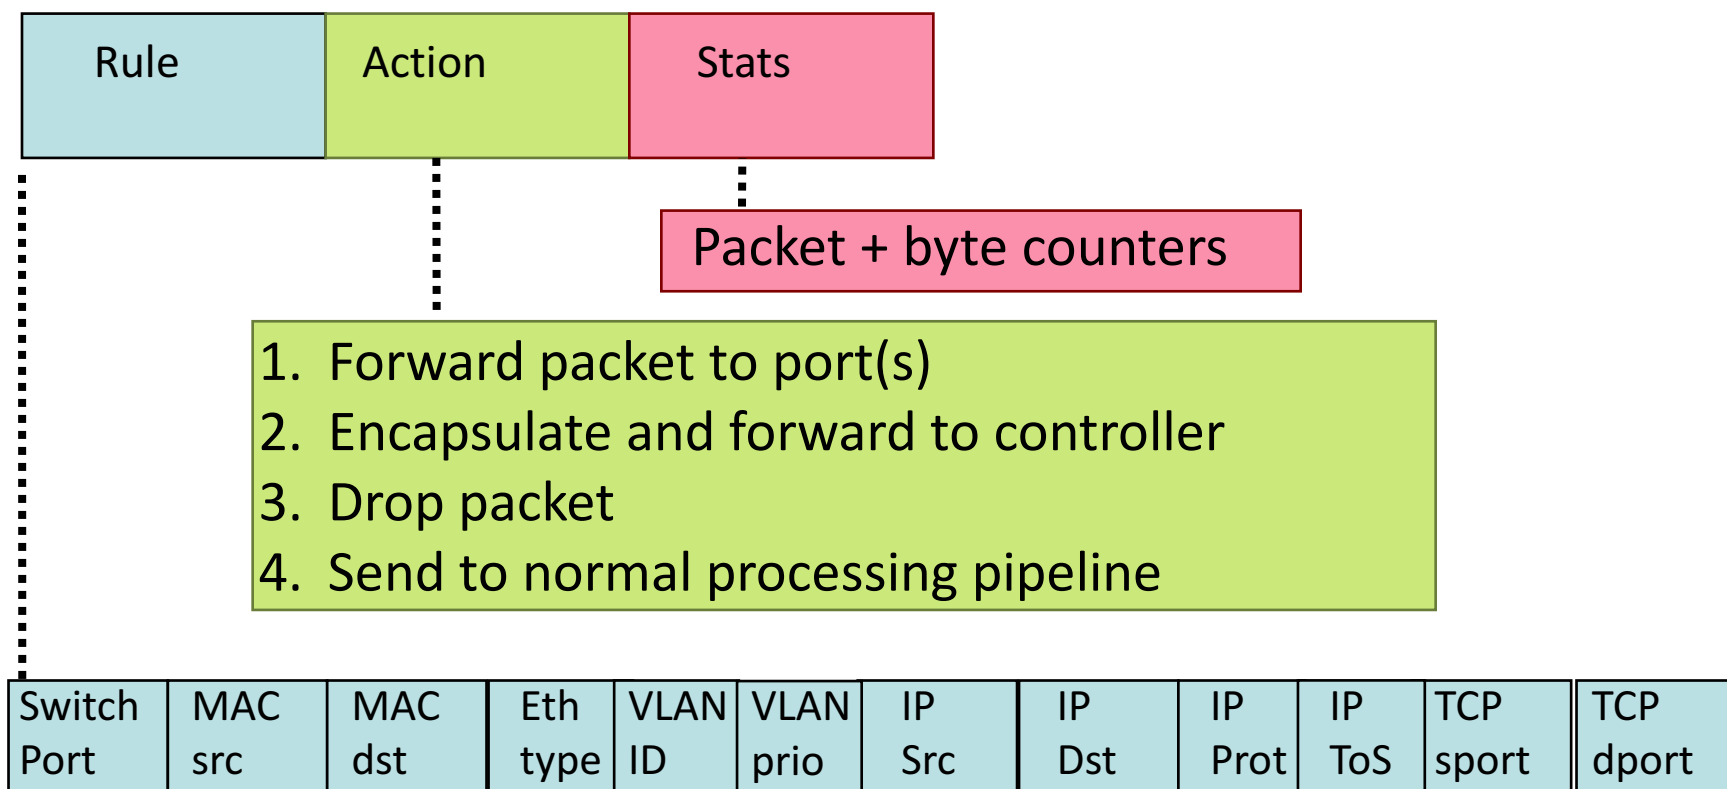 Rule Action Stats
Packet + byte counters
1. Forward packet to port(s)
2. Encapsulate and forward to controller
3. Drop packet
4. Send to normal processing pipeline
Switch MAC MAC Eth VLAN VLAN IP IP IP IP TCP TCP
Port src dst type ID prio Src Dst Prot ToS sport dport